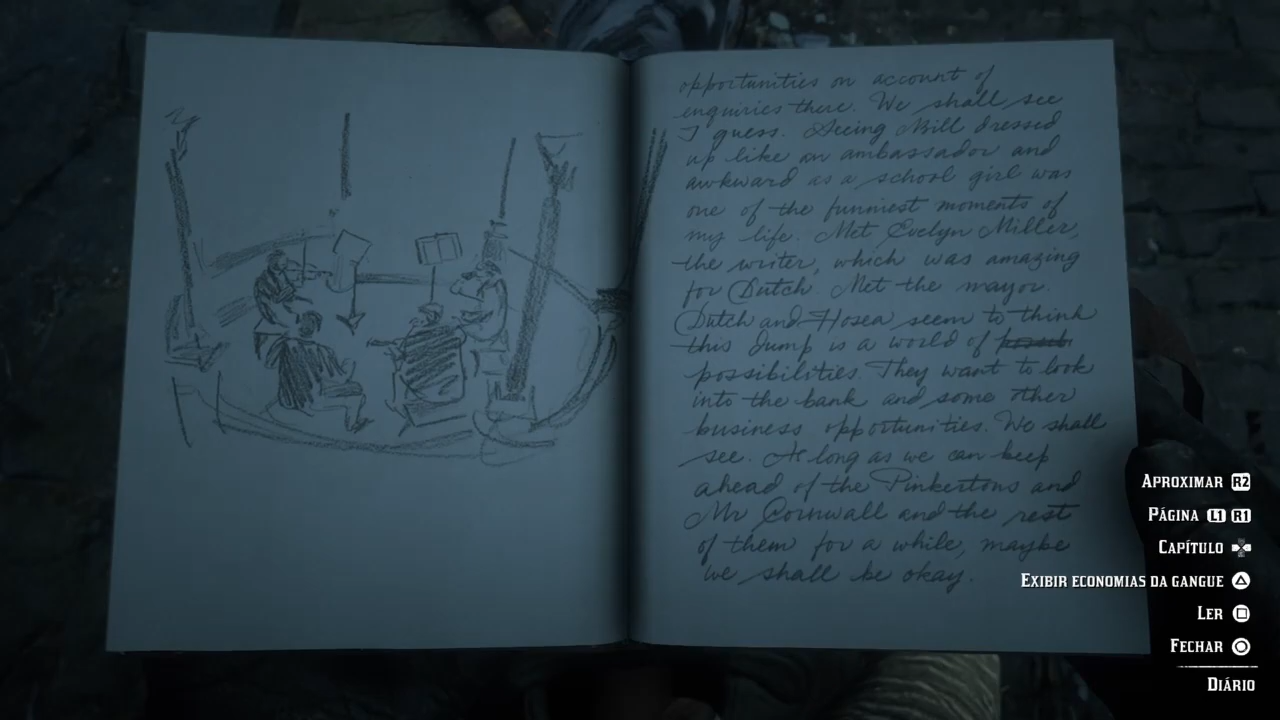 opportunities on account of
enquiries there. We shall see
I guess. Seeing Bill dressed
up like an ambassador and
awkward as a school girl was
one of the funniest moments of
my life. Met Evelyn Miller,
the writer, which was amazing
for Dutch. Met the mayor.
Dutch and Hosea seem to think
this dump is a world of
possibilities. They want to look
into the bank and some other
business opportunities. We shall
see. As long as we can keep
ahead of the Pinkertons and
Mr Cornwall and the rest
of them for a while, maybe
we shall be okay.
APROXIMAR R2
PÁGINA L1 R1
CAPÍTULO
EXIBIR ECONOMIAS DA GANGUE
LER
FECHAR
DIÁRIO